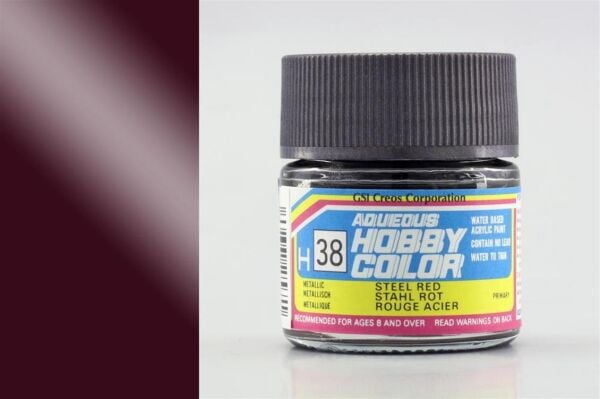 GSI Creos Corporation
AQUEOUS
HOBBY
COLOR
H 38
WATER BASED
ACRYLIC PAINT
CONTAIN NO LEAD
WATER TO THIN
METALLIC
METALLISCH
METALLIQUE
STEEL RED
STAHL ROT
ROUGE ACIER
PRIMARY
RECOMMENDED FOR AGES 8 AND OVER READ WARNINGS ON BACK